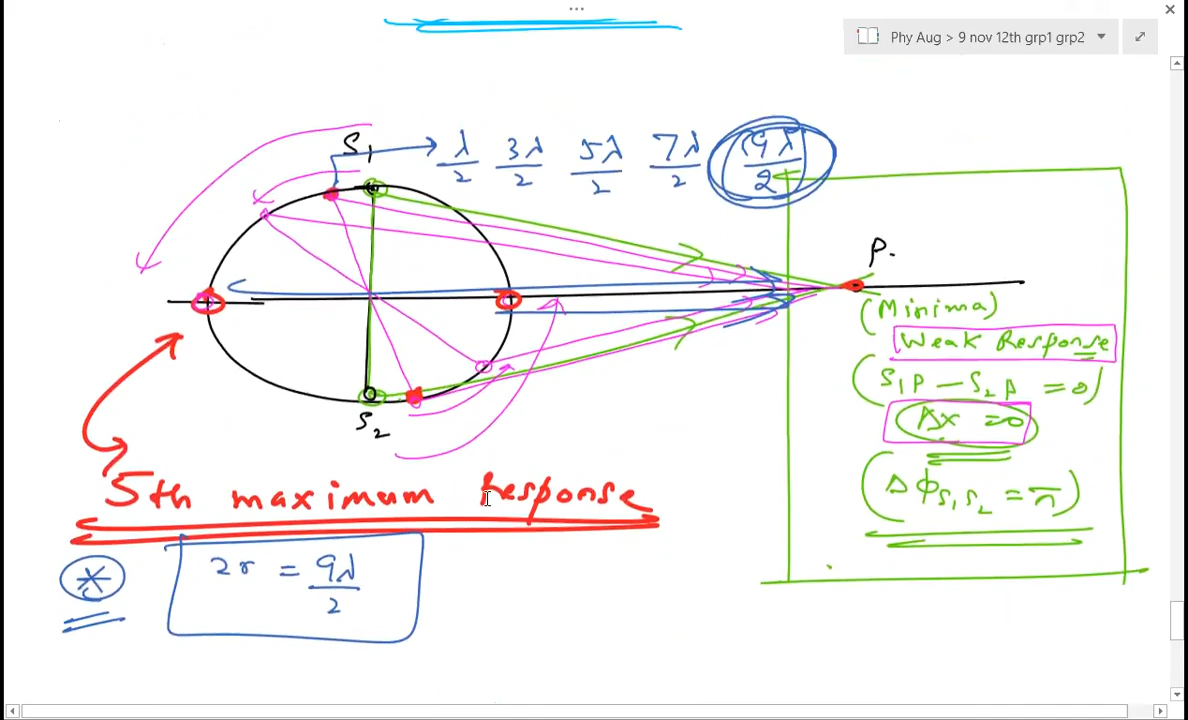 ...
Phy Aug > 9 nov 12th grp1 grp2
S₁
λ/2 3λ/2 5λ/2 7λ/2 (9λ/2)
P.
(Minima)
Weak Response
(S₁P – S₂P = 0)
Δx = 0
S₂
(Δϕ S₁S₂ = π)
5th maximum Response
2r = 9λ/2